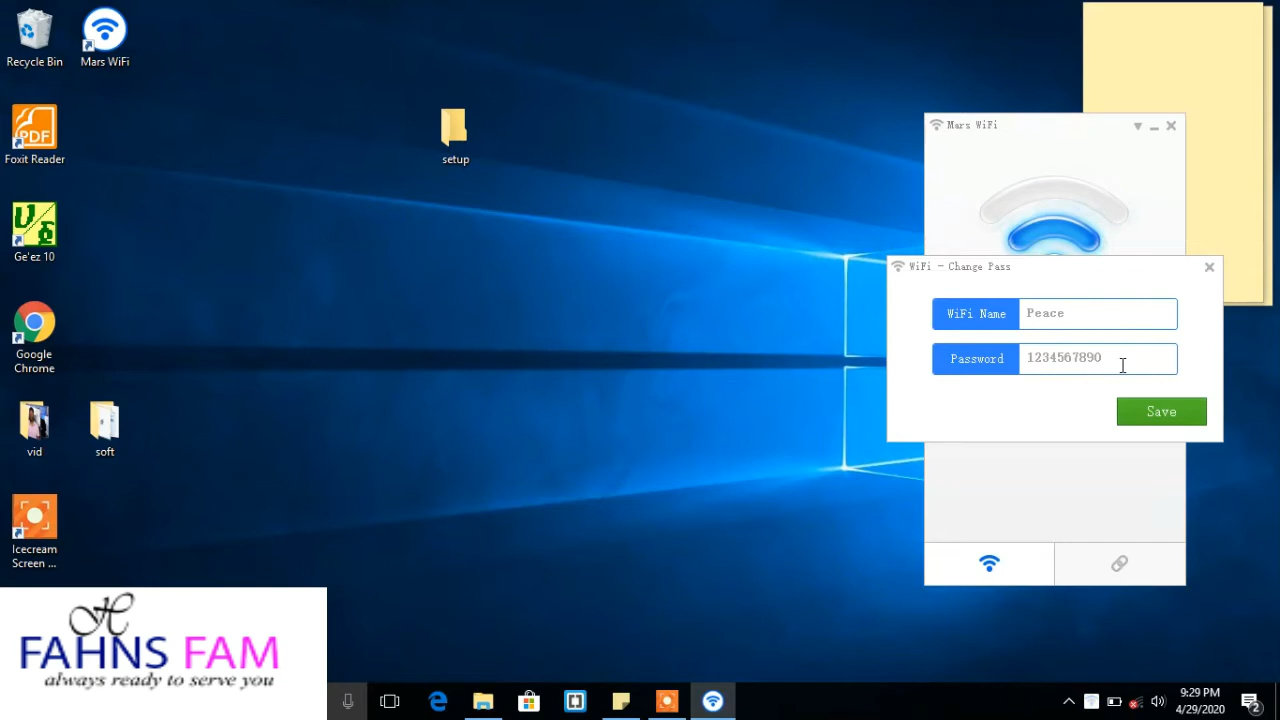 Recycle Bin
Mars WiFi
PDF
Foxit Reader
Ge'ez 10
Google
Chrome
vid
soft
Icecream
Screen ...
setup
Mars WiFi
WiFi - Change Pass
WiFi Name
Peace
Password
1234567890
Save
H
FAHNS FAM
always ready to serve you
9:29 PM
4/29/2020
2